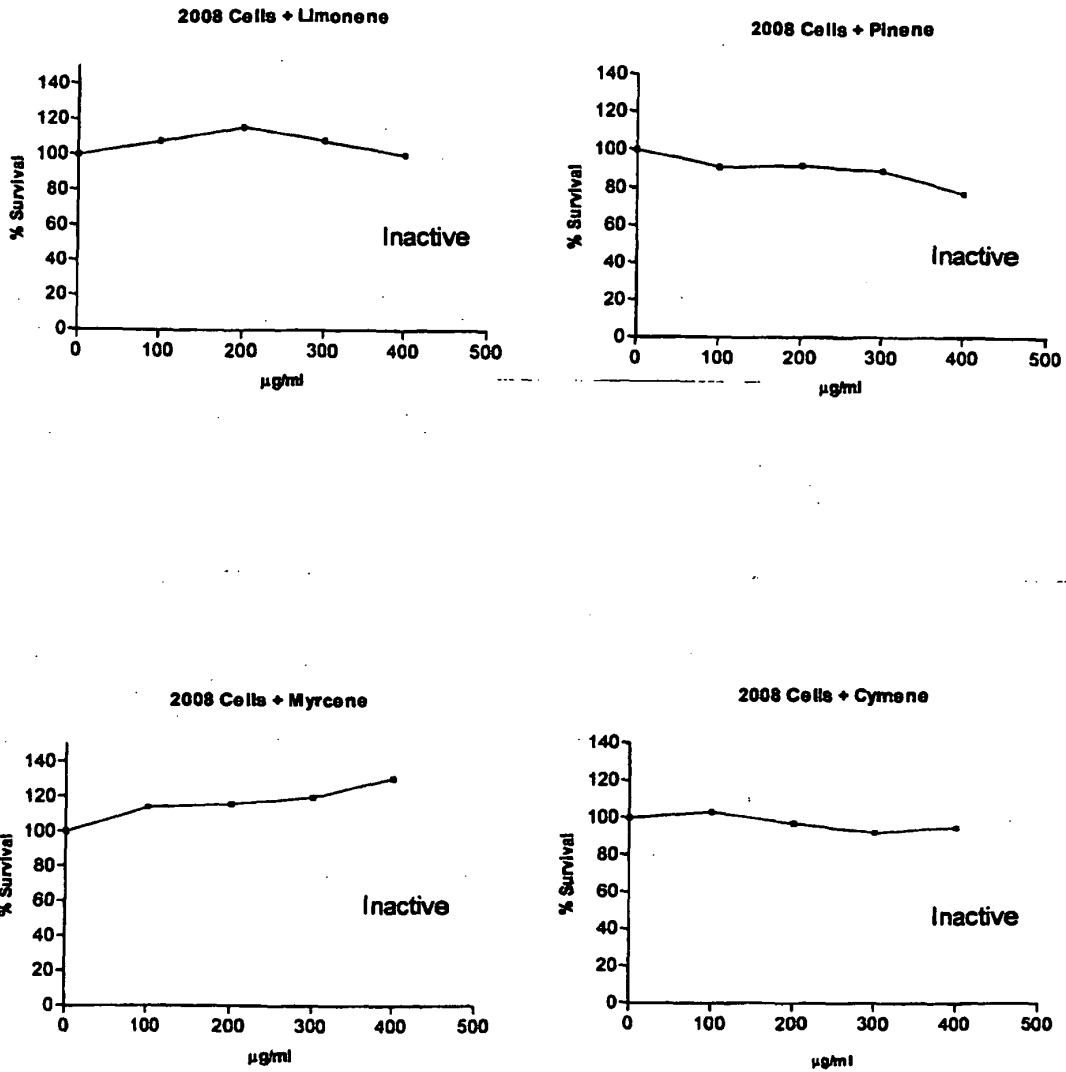 2008 Cells + Limonene
140
120
100
80
60
40
20
0
% Survival
Inactive
0 100 200 300 400 500
µg/ml
2008 Cells + Pinene
140
120
100
80
60
40
20
0
% Survival
Inactive
0 100 200 300 400 500
µg/ml
2008 Cells + Myrcene
140
120
100
80
60
40
20
0
% Survival
Inactive
0 100 200 300 400 500
µg/ml
2008 Cells + Cymene
140
120
100
80
60
40
20
0
% Survival
Inactive
0 100 200 300 400 500
µg/ml